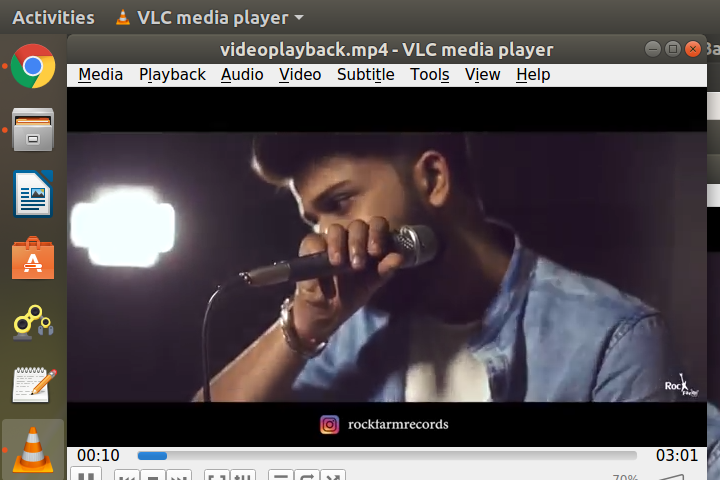 Activities VLC media player
videoplayback.mp4 - VLC media player
Media Playback Audio Video Subtitle Tools View Help
Rock
rockfarmrecords
00:10 03:01
70%